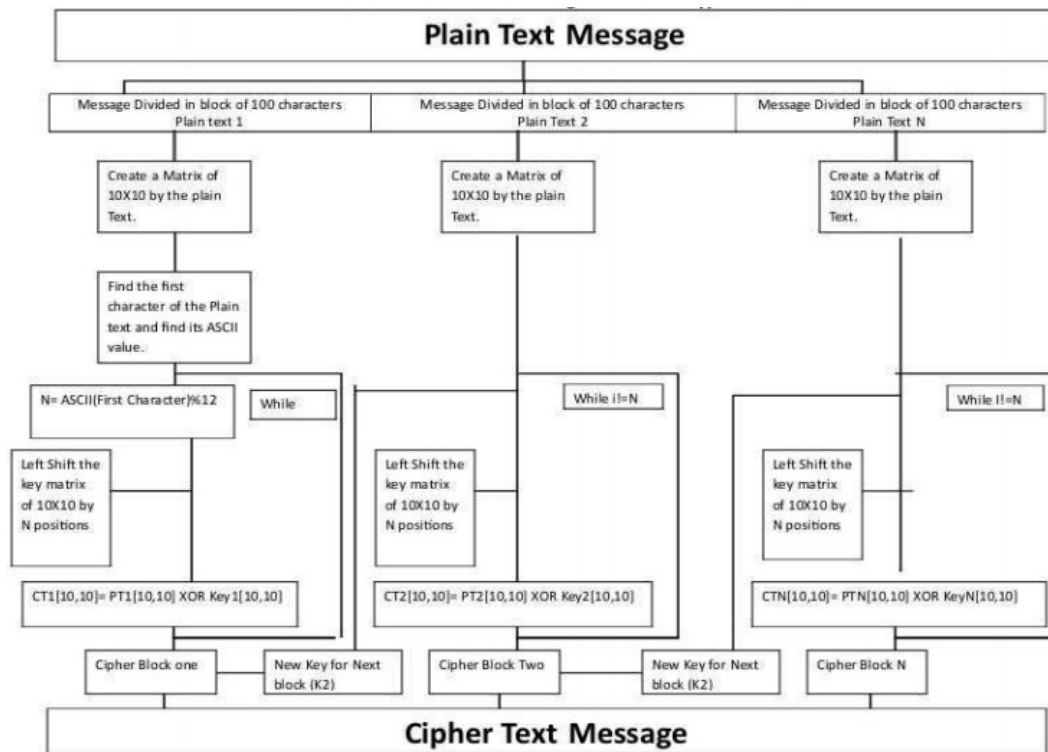 Plain Text Message
Message Divided in block of 100 characters
Plain text 1
Message Divided in block of 100 characters
Plain Text 2
Message Divided in block of 100 characters
Plain Text N
Create a Matrix of
10X10 by the plain
Text.
Create a Matrix of
10X10 by the plain
Text.
Create a Matrix of
10X10 by the plain
Text.
Find the first
character of the Plain
text and find its ASCII
value.
N= ASCII(First Character)%12
While
While i!=N
While I!=N
Left Shift the
key matrix
of 10X10 by
N positions
Left Shift the
key matrix
of 10X10 by
N positions
Left Shift the
key matrix
of 10X10 by
N positions
CT1[10,10]= PT1[10,10] XOR Key1[10,10]
CT2[10,10]= PT2[10,10] XOR Key2[10,10]
CTN[10,10]= PTN[10,10] XOR KeyN[10,10]
Cipher Block one
New Key for Next
block (K2)
Cipher Block Two
New Key for Next
block (K2)
Cipher Block N
Cipher Text Message